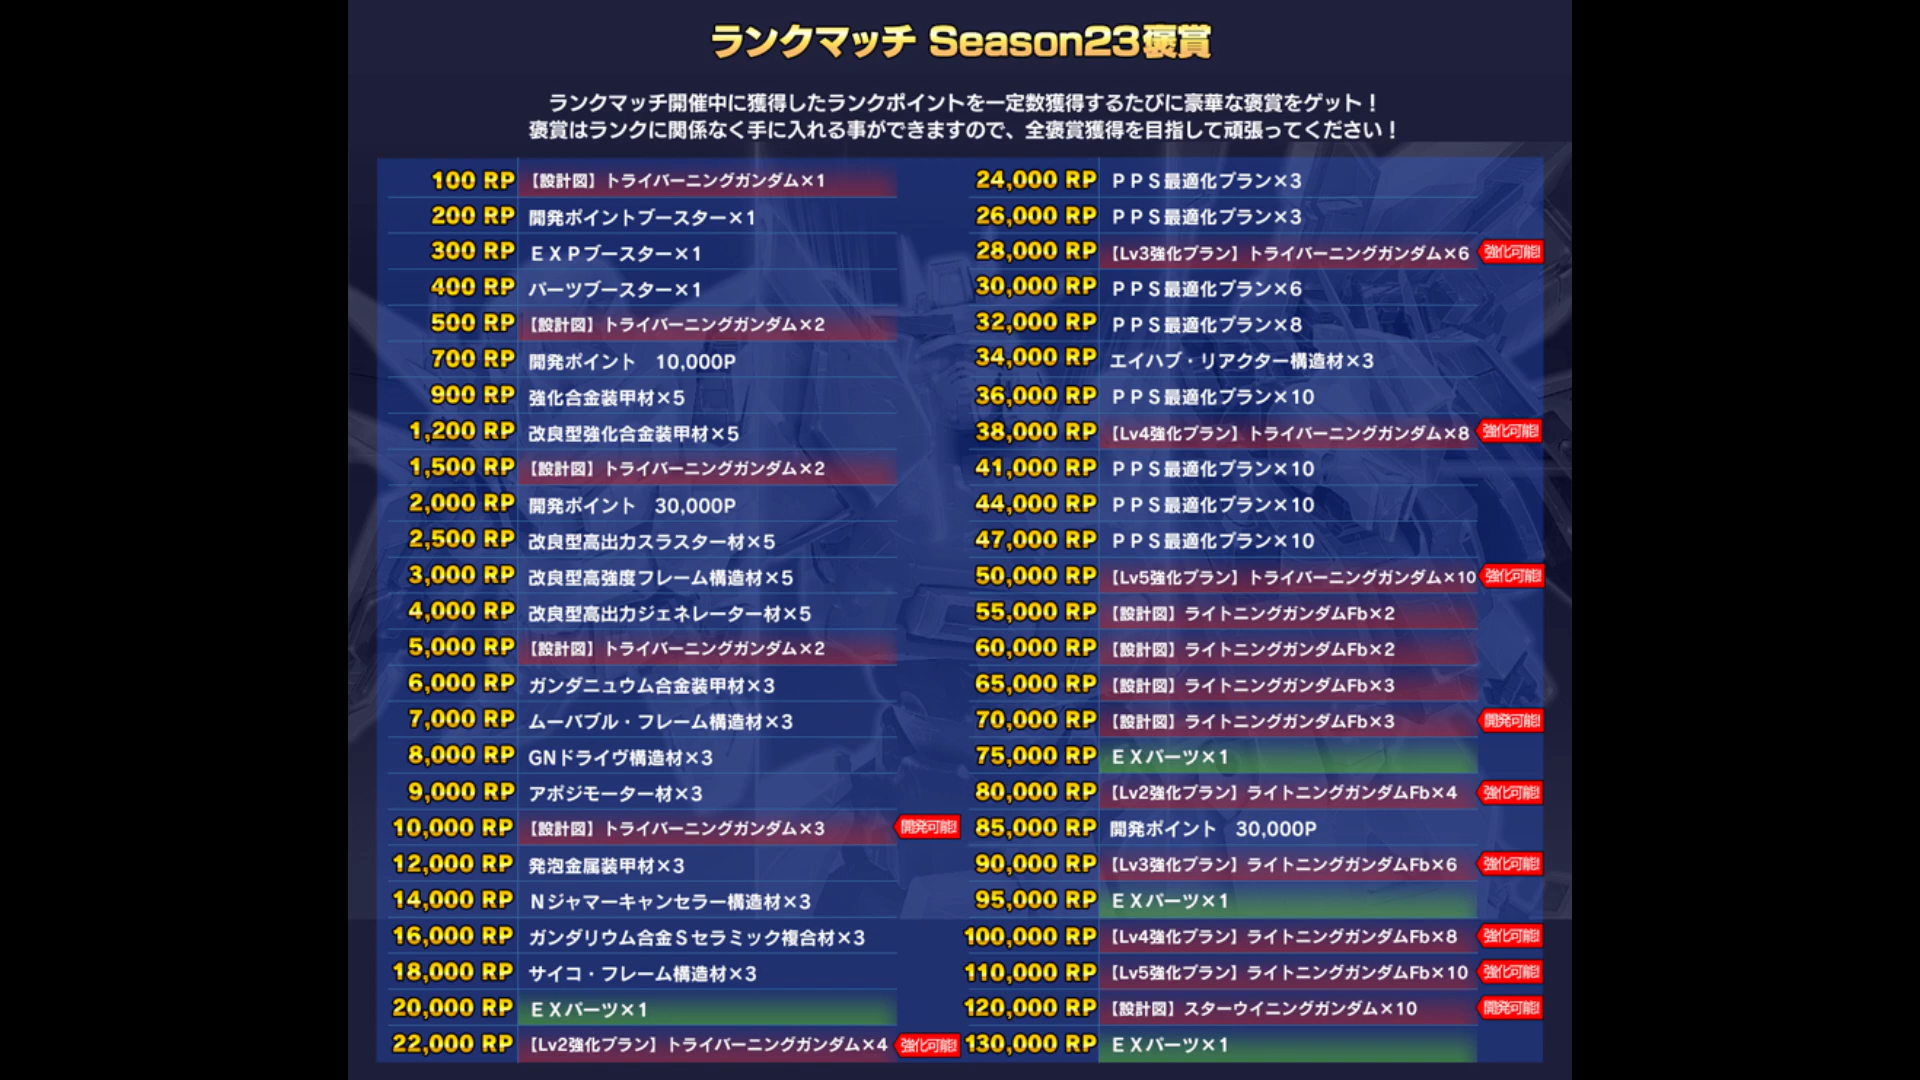 ランクマッチ Season23褒賞
ランクマッチ開催中に獲得したランクポイントを一定数獲得するたびに豪華な褒賞をゲット！
褒賞はランクに関係なく手に入れる事ができますので、全褒賞獲得を目指して頑張ってください！
100 RP 【設計図】トライバーニングガンダム×1
200 RP 開発ポイントブースター×1
300 RP ＥＸＰブースター×1
400 RP パーツブースター×1
500 RP 【設計図】トライバーニングガンダム×2
700 RP 開発ポイント　10,000P
900 RP 強化合金装甲材×5
1,200 RP 改良型強化合金装甲材×5
1,500 RP 【設計図】トライバーニングガンダム×2
2,000 RP 開発ポイント　30,000P
2,500 RP 改良型高出力スラスター材×5
3,000 RP 改良型高強度フレーム構造材×5
4,000 RP 改良型高出力ジェネレーター材×5
5,000 RP 【設計図】トライバーニングガンダム×2
6,000 RP ガンダニュウム合金装甲材×3
7,000 RP ムーバブル・フレーム構造材×3
8,000 RP GNドライヴ構造材×3
9,000 RP アポジモーター材×3
10,000 RP 【設計図】トライバーニングガンダム×3 開発可能!
12,000 RP 発泡金属装甲材×3
14,000 RP Ｎジャマーキャンセラー構造材×3
16,000 RP ガンダリウム合金Ｓセラミック複合材×3
18,000 RP サイコ・フレーム構造材×3
20,000 RP ＥＸパーツ×1
22,000 RP 【Lv2強化プラン】トライバーニングガンダム×4 強化可能!
24,000 RP ＰＰＳ最適化プラン×3
26,000 RP ＰＰＳ最適化プラン×3
28,000 RP 【Lv3強化プラン】トライバーニングガンダム×6 強化可能!
30,000 RP ＰＰＳ最適化プラン×6
32,000 RP ＰＰＳ最適化プラン×8
34,000 RP エイハブ・リアクター構造材×3
36,000 RP ＰＰＳ最適化プラン×10
38,000 RP 【Lv4強化プラン】トライバーニングガンダム×8 強化可能!
41,000 RP ＰＰＳ最適化プラン×10
44,000 RP ＰＰＳ最適化プラン×10
47,000 RP ＰＰＳ最適化プラン×10
50,000 RP 【Lv5強化プラン】トライバーニングガンダム×10 強化可能!
55,000 RP 【設計図】ライトニングガンダムFb×2
60,000 RP 【設計図】ライトニングガンダムFb×2
65,000 RP 【設計図】ライトニングガンダムFb×3
70,000 RP 【設計図】ライトニングガンダムFb×3 開発可能!
75,000 RP ＥＸパーツ×1
80,000 RP 【Lv2強化プラン】ライトニングガンダムFb×4 強化可能!
85,000 RP 開発ポイント　30,000P
90,000 RP 【Lv3強化プラン】ライトニングガンダムFb×6 強化可能!
95,000 RP ＥＸパーツ×1
100,000 RP 【Lv4強化プラン】ライトニングガンダムFb×8 強化可能!
110,000 RP 【Lv5強化プラン】ライトニングガンダムFb×10 強化可能!
120,000 RP 【設計図】スターウイニングガンダム×10 開発可能!
130,000 RP ＥＸパーツ×1